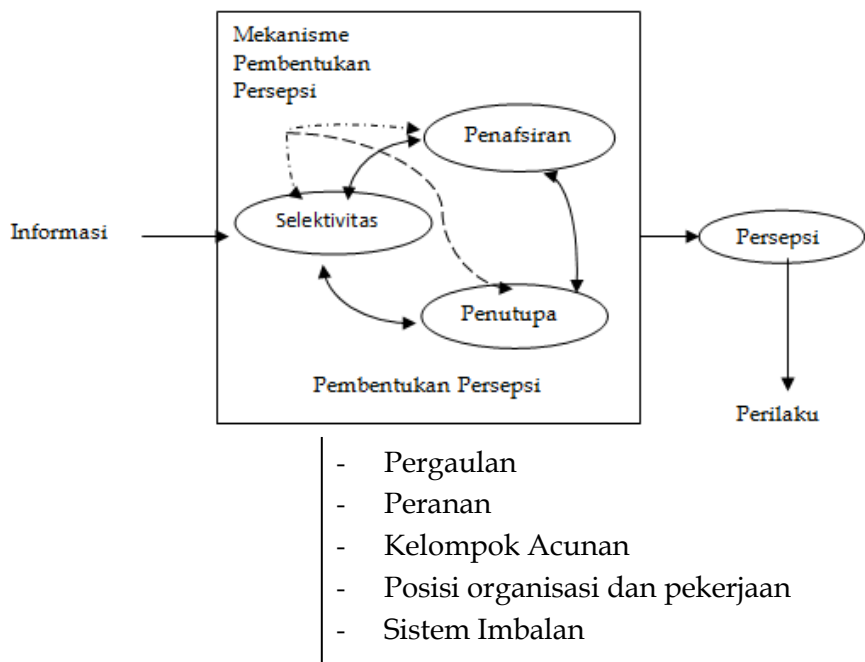 Mekanisme
Pembentukan
Persepsi
Penafsiran
Informasi
Selektivitas
Persepsi
Penutupa
Pembentukan Persepsi
Perilaku
- Pergaulan
- Peranan
- Kelompok Acunan
- Posisi organisasi dan pekerjaan
- Sistem Imbalan